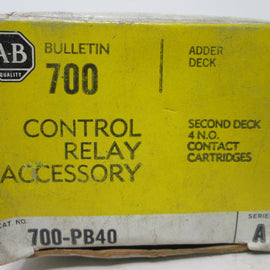 AB
QUALITY
BULLETIN
700
ADDER
DECK
CONTROL
RELAY
ACCESSORY
SECOND DECK
4 N.O.
CONTACT
CARTRIDGES
CAT. NO.
700-PB40
SERIES
A